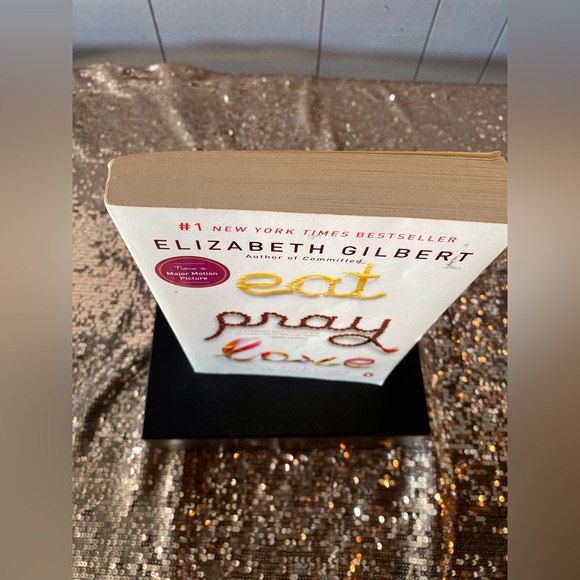 #1 NEW YORK TIMES BESTSELLER
ELIZABETH GILBERT
Author of Committed
Now a
Major Motion
Picture
eat
pray
love